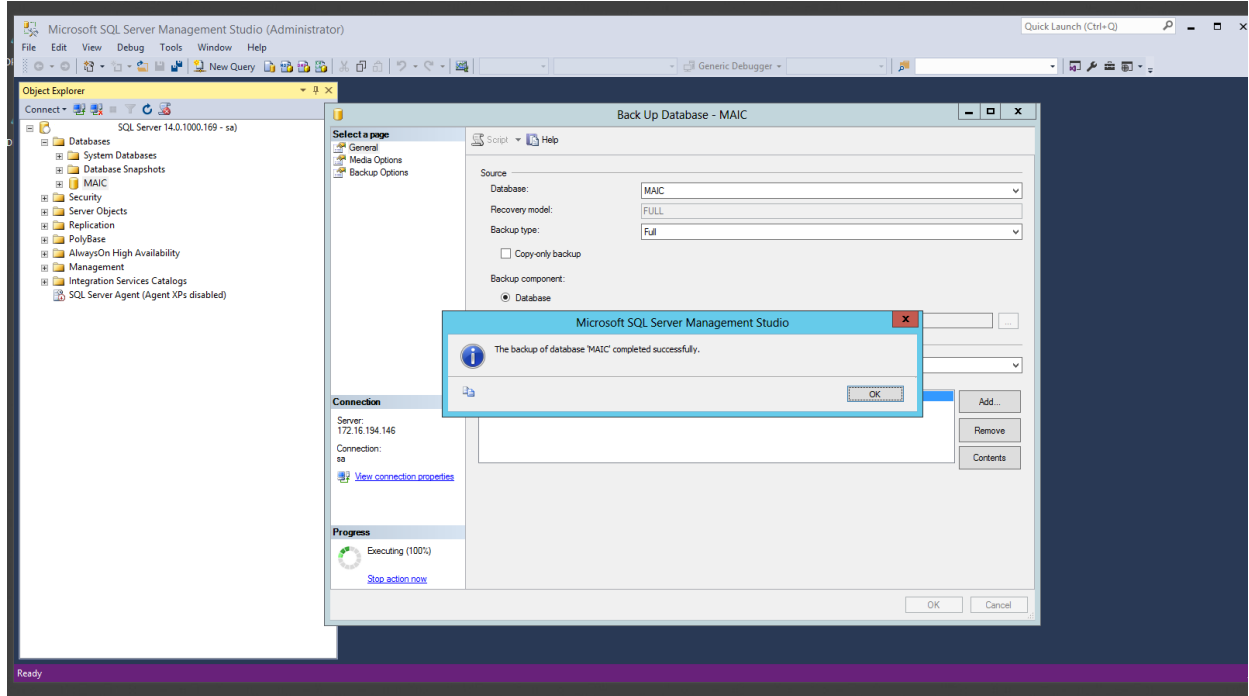 Microsoft SQL Server Management Studio (Administrator)
Quick Launch (Ctrl+Q)
File Edit View Debug Tools Window Help
New Query
Generic Debugger
Object Explorer
Connect
SQL Server 14.0.1000.169 - sa)
Databases
System Databases
Database Snapshots
MAIC
Security
Server Objects
Replication
PolyBase
AlwaysOn High Availability
Management
Integration Services Catalogs
SQL Server Agent (Agent XPs disabled)
Back Up Database - MAIC
Select a page
General
Media Options
Backup Options
Script Help
Source
Database: MAIC
Recovery model: FULL
Backup type: Full
Copy-only backup
Backup component:
Database
Microsoft SQL Server Management Studio
The backup of database 'MAIC' completed successfully.
OK
Add...
Remove
Contents
Connection
Server:
172.16.194.146
Connection:
sa
View connection properties
Progress
Executing (100%)
Stop action now
OK Cancel
Ready